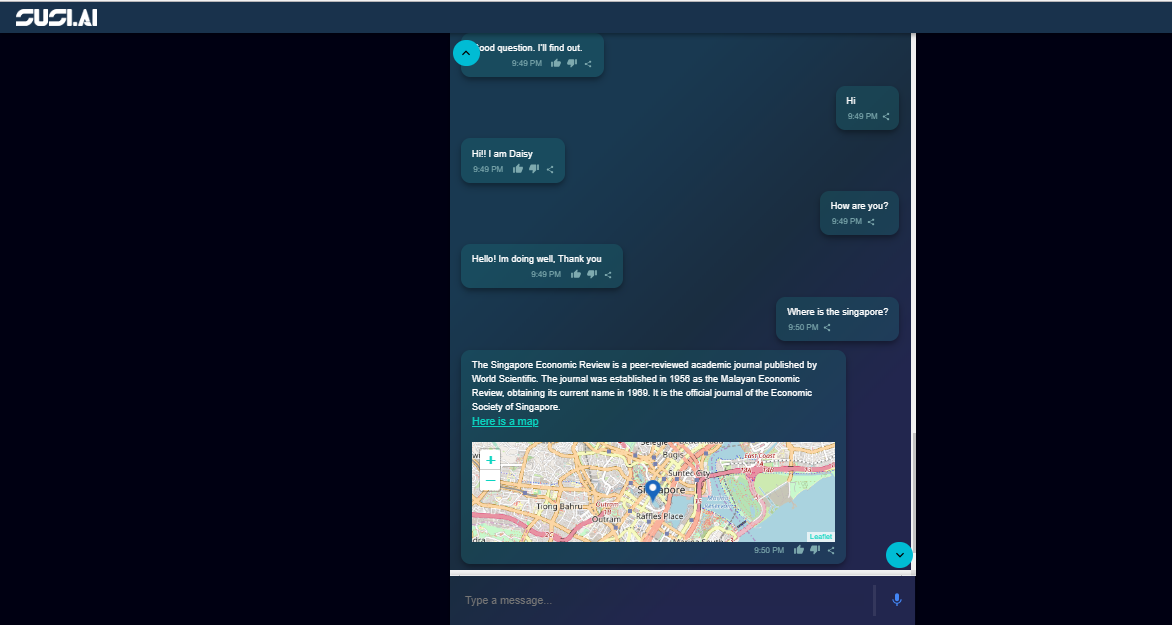 SUSI.AI
Good question. I'll find out.
9:49 PM
Hi
9:49 PM
Hi!! I am Daisy
9:49 PM
How are you?
9:49 PM
Hello! Im doing well, Thank you
9:49 PM
Where is the singapore?
9:50 PM
The Singapore Economic Review is a peer-reviewed academic journal published by
World Scientific. The journal was established in 1956 as the Malayan Economic
Review, obtaining its current name in 1969. It is the official journal of the Economic
Society of Singapore.
Here is a map
+
−
Bugis
East Coast
Suntec City
Singapore
Tiong Bahru
Outram
Raffles Place
Outram
Leaflet
9:50 PM
Type a message...